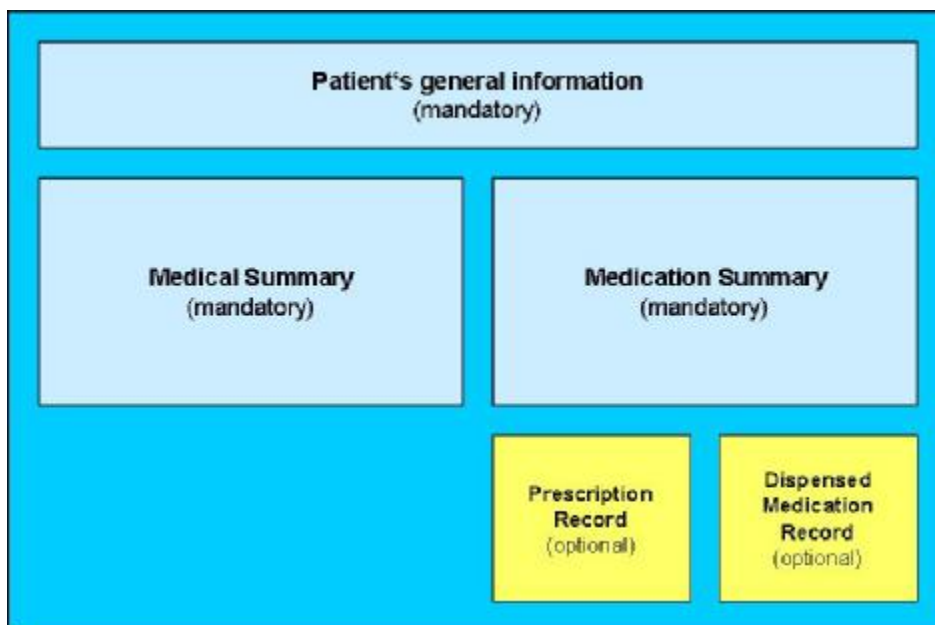 Patient's general information
(mandatory)
Medical Summary
(mandatory)
Medication Summary
(mandatory)
Prescription
Record
(optional)
Dispensed
Medication
Record
(optional)